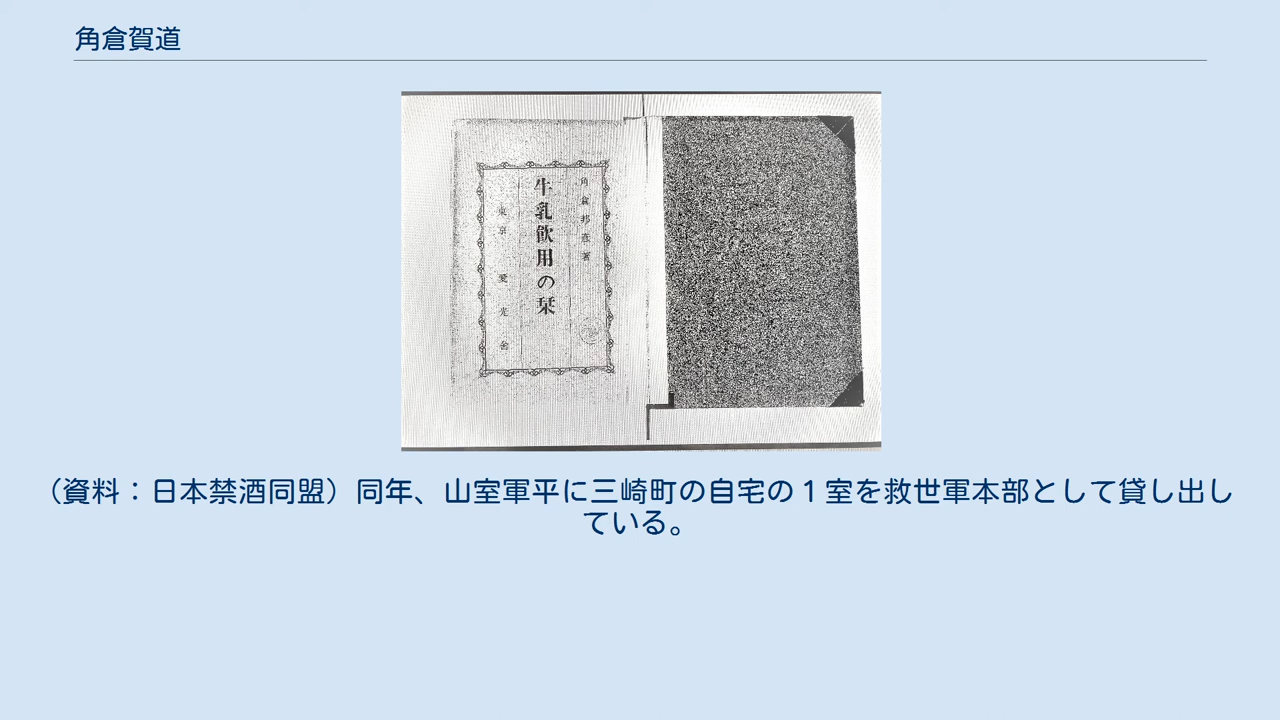 角倉賀道
角倉邦彦著
牛乳飲用の栞
東京 愛光舎
（資料：日本禁酒同盟）同年、山室軍平に三崎町の自宅の１室を救世軍本部として貸し出し
ている。